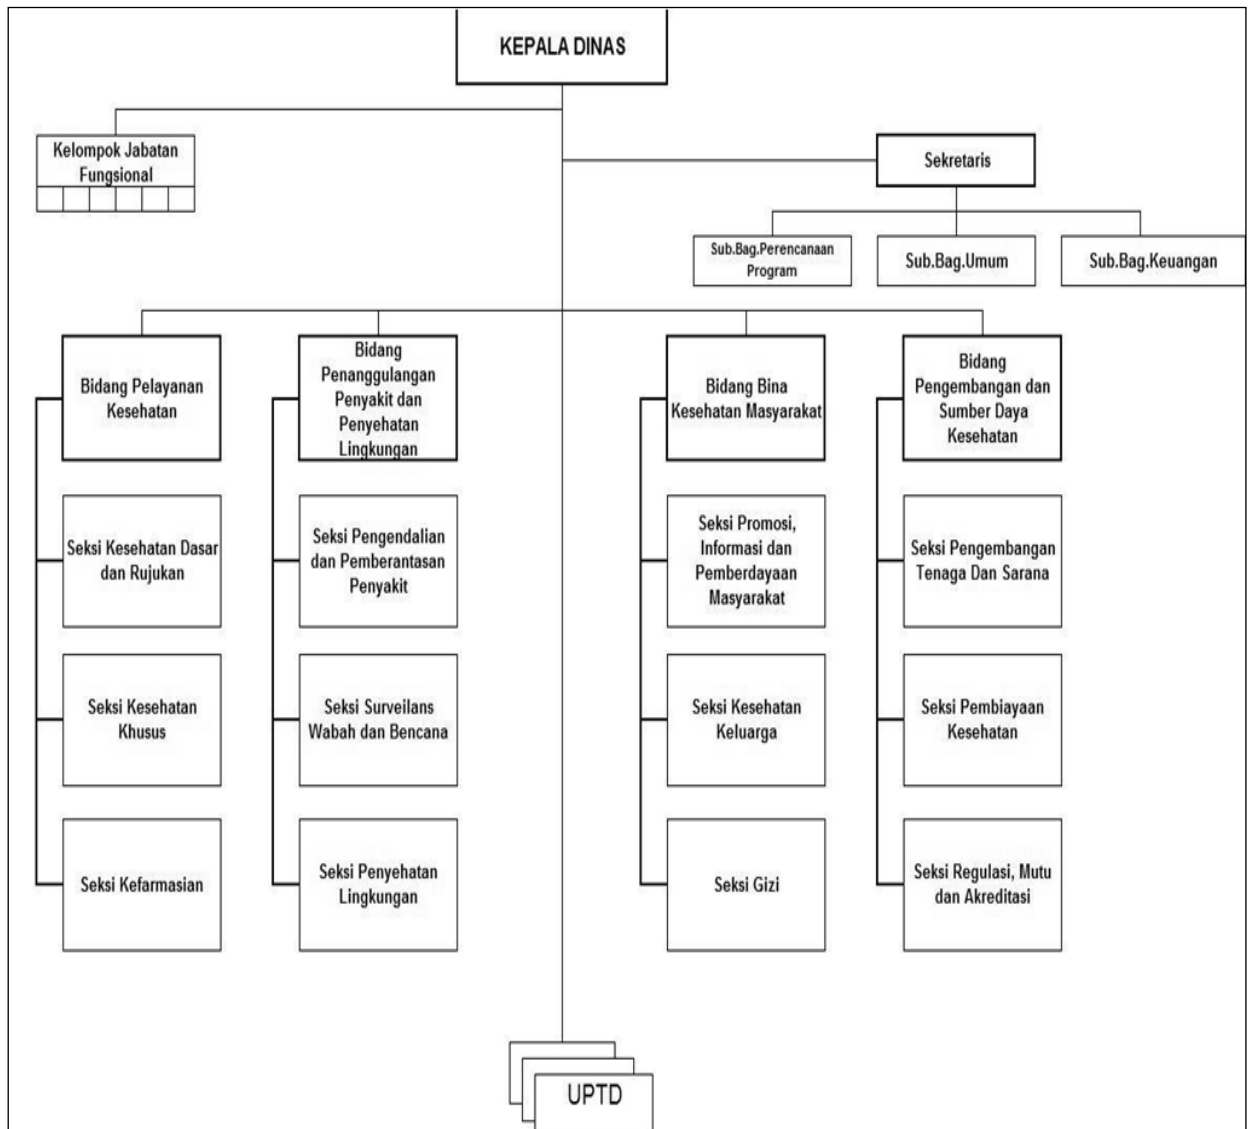 KEPALA DINAS
Kelompok Jabatan
Fungsional
Sekretaris
Sub.Bag.Perencanaan
Program
Sub.Bag.Umum
Sub.Bag.Keuangan
Bidang Pelayanan
Kesehatan
Bidang
Penanggulangan
Penyakit dan
Penyehatan
Lingkungan
Bidang Bina
Kesehatan Masyarakat
Bidang
Pengembangan dan
Sumber Daya
Kesehatan
Seksi Kesehatan Dasar
dan Rujukan
Seksi Pengendalian
dan Pemberantasan
Penyakit
Seksi Promosi,
Informasi dan
Pemberdayaan
Masyarakat
Seksi Pengembangan
Tenaga Dan Sarana
Seksi Kesehatan
Khusus
Seksi Surveilans
Wabah dan Bencana
Seksi Kesehatan
Keluarga
Seksi Pembiayaan
Kesehatan
Seksi Kefarmasian
Seksi Penyehatan
Lingkungan
Seksi Gizi
Seksi Regulasi, Mutu
dan Akreditasi
UPTD